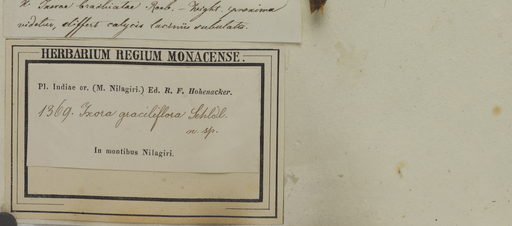 Ixorae brachiatae Roxb. – Wight. proxima
videtur, differt calycis laciniis subulatis.
HERBARIUM REGIUM MONACENSE.
Pl. Indiae or. (M. Nilagiri.) Ed. R. F. Hohenacker.
1369. Ixora graciliflora Schldl.
n. sp.
In montibus Nilagiri.